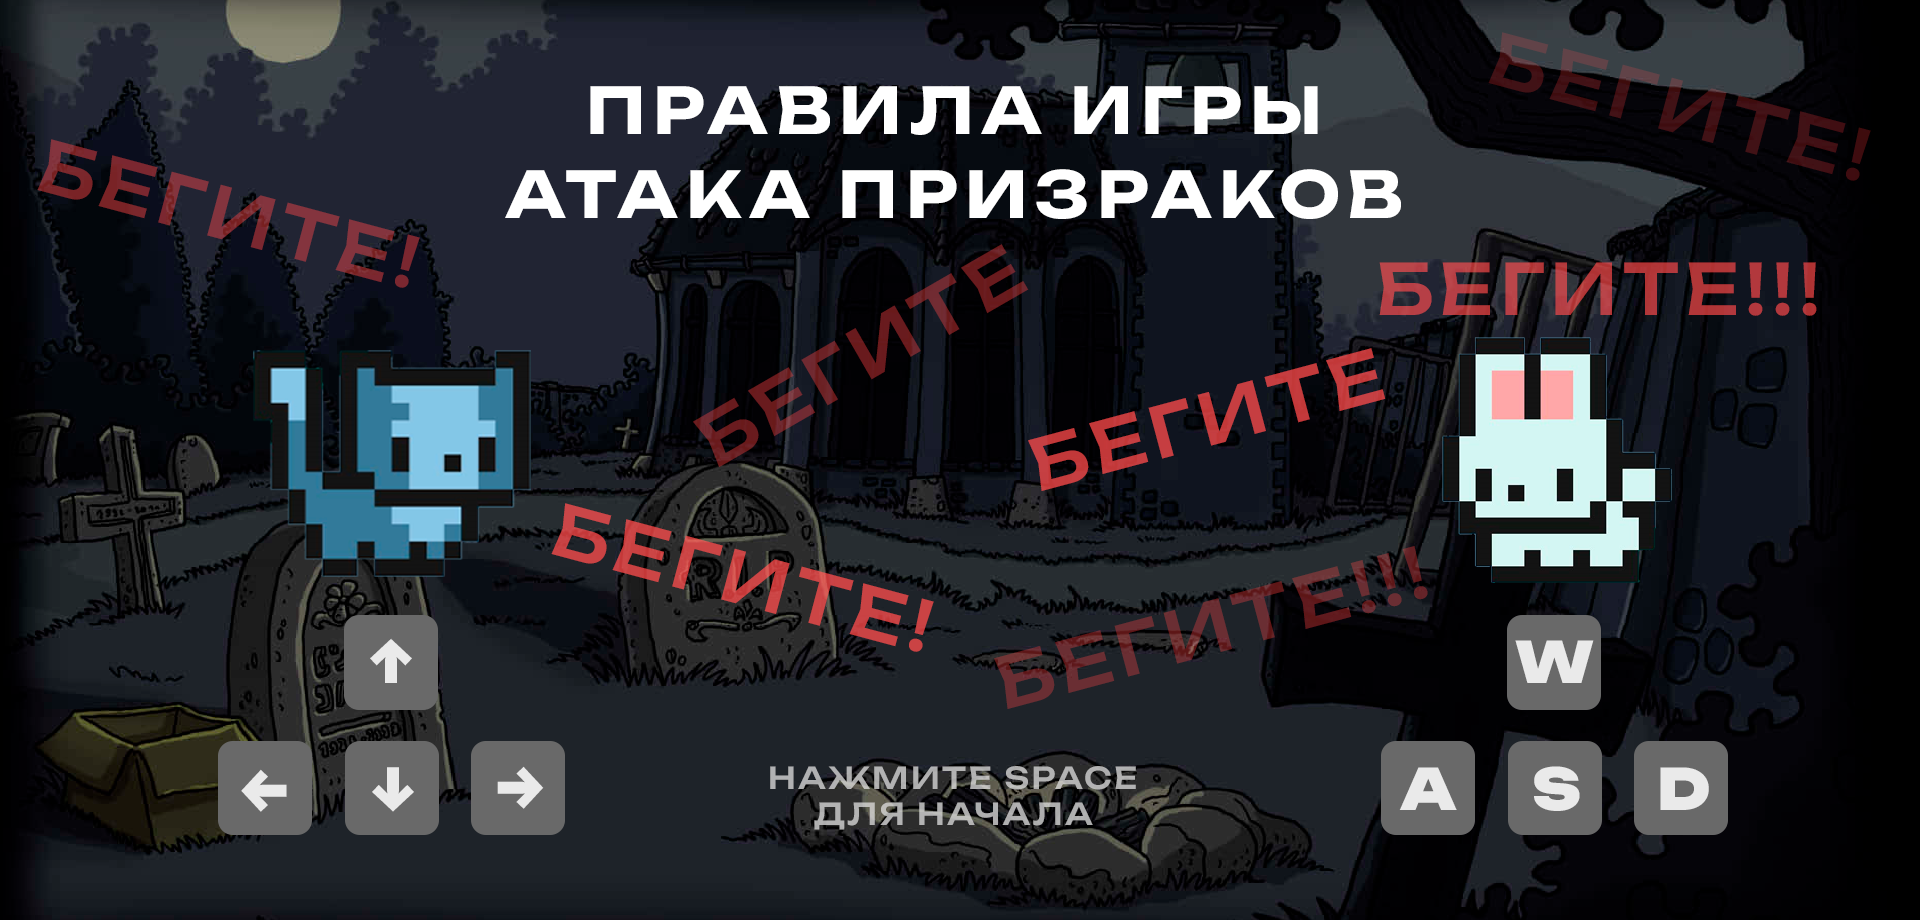 ПРАВИЛА ИГРЫ
АТАКА ПРИЗРАКОВ
БЕГИТЕ!
БЕГИТЕ!
БЕГИТЕ!!!
БЕГИТЕ
БЕГИТЕ
БЕГИТЕ!
БЕГИТЕ!!!
W
A S D
↑
← ↓ →
НАЖМИТЕ SPACE
ДЛЯ НАЧАЛА